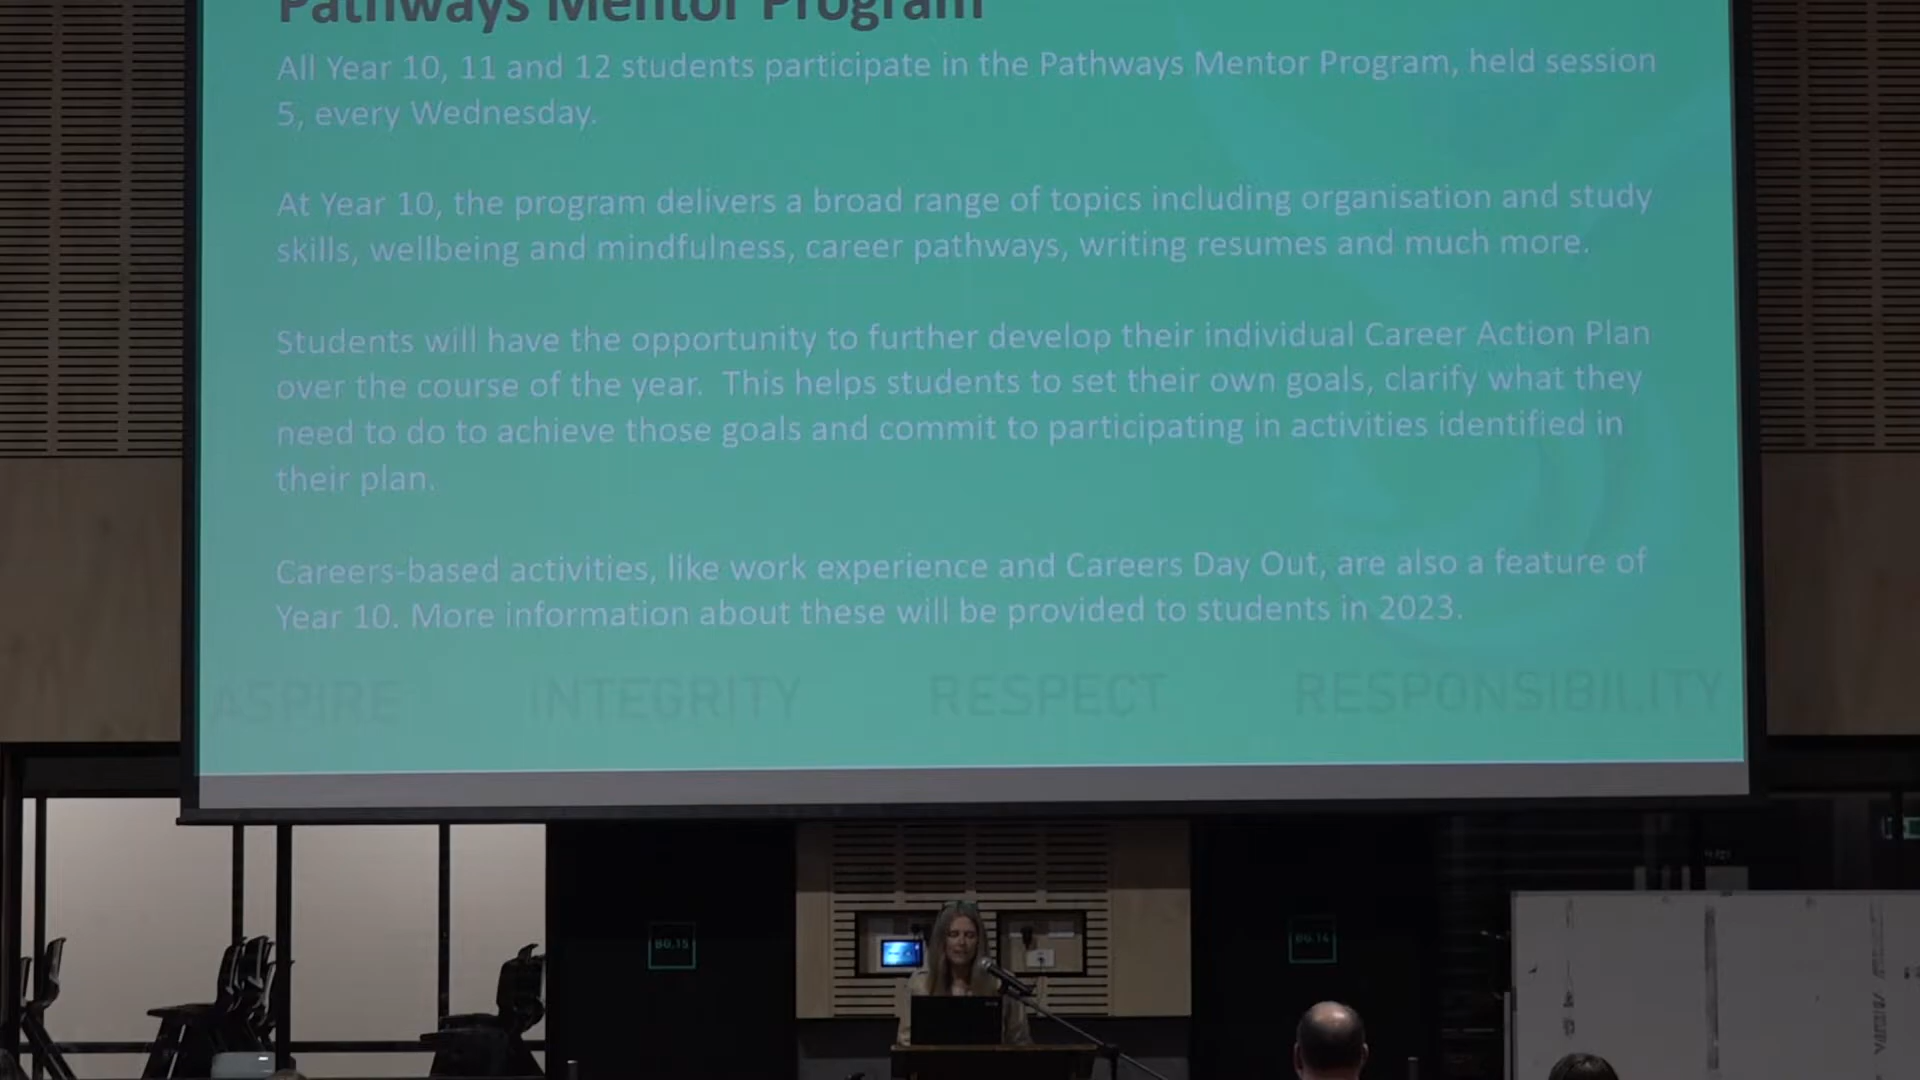 Pathways Mentor Program
All Year 10, 11 and 12 students participate in the Pathways Mentor Program, held session
5, every Wednesday.
At Year 10, the program delivers a broad range of topics including organisation and study
skills, wellbeing and mindfulness, career pathways, writing resumes and much more.
Students will have the opportunity to further develop their individual Career Action Plan
over the course of the year. This helps students to set their own goals, clarify what they
need to do to achieve those goals and commit to participating in activities identified in
their plan.
Careers-based activities, like work experience and Careers Day Out, are also a feature of
Year 10. More information about these will be provided to students in 2023.
ASPIRE INTEGRITY RESPECT RESPONSIBILITY
BG.15
BG.14